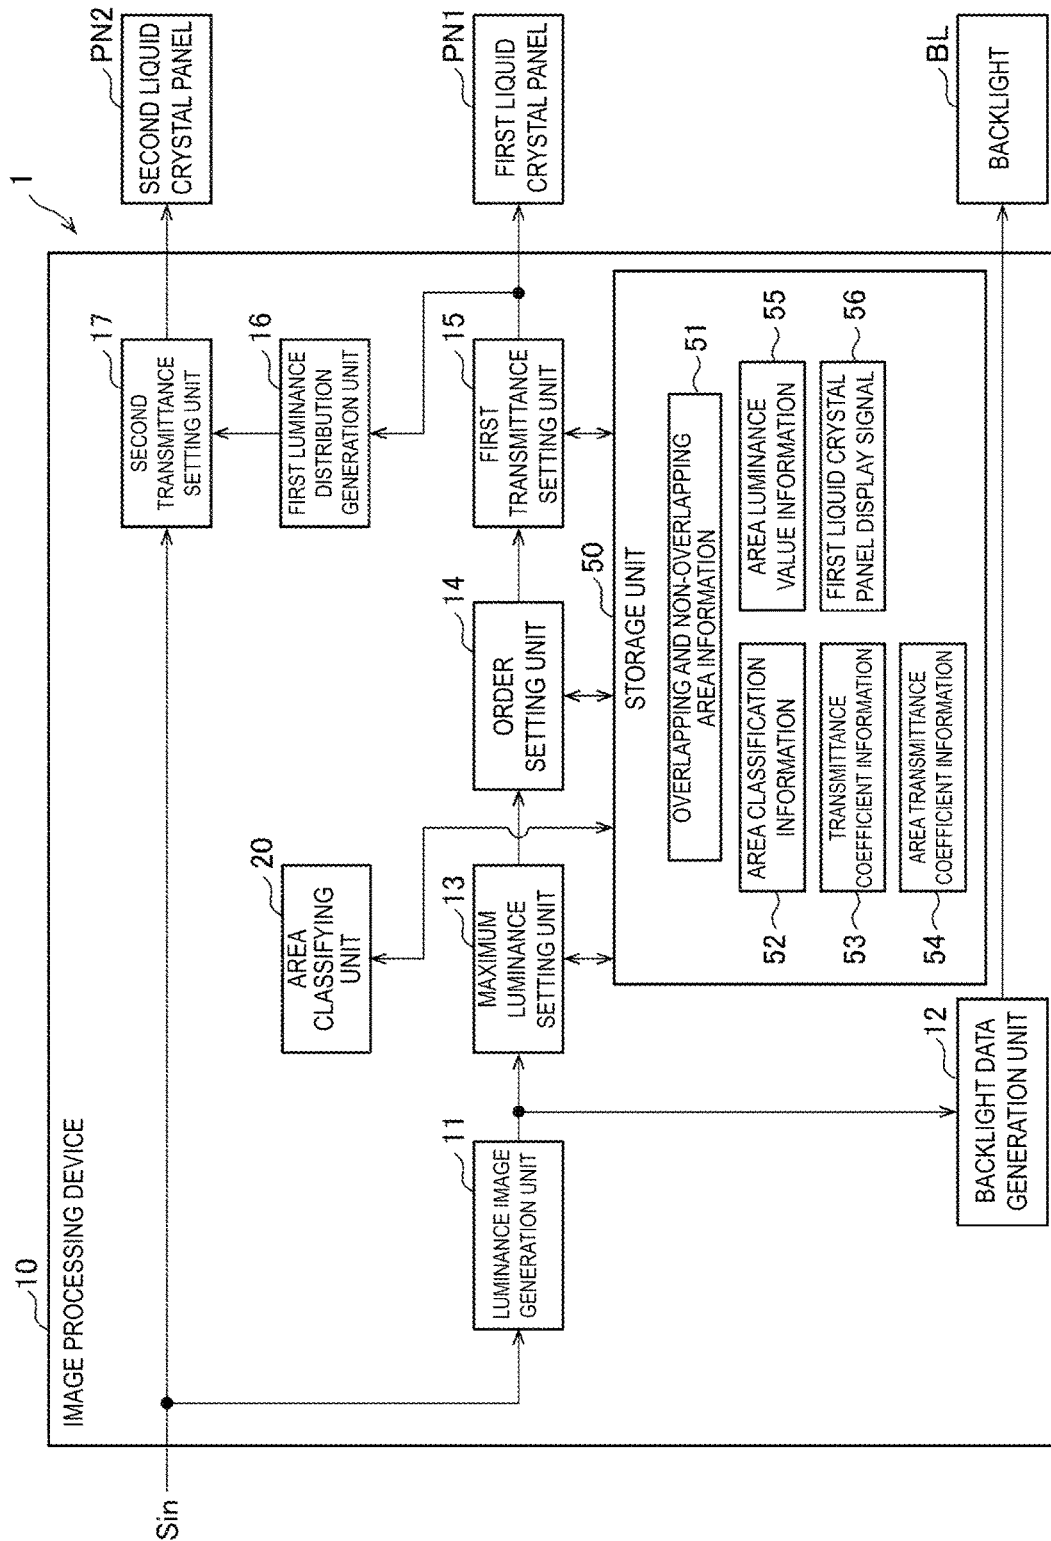 1
10
IMAGE PROCESSING DEVICE
Sin
17
SECOND
TRANSMITTANCE
SETTING UNIT
PN2
SECOND LIQUID
CRYSTAL PANEL
20
AREA
CLASSIFYING
UNIT
16
FIRST LUMINANCE
DISTRIBUTION
GENERATION UNIT
11
LUMINANCE IMAGE
GENERATION UNIT
13
MAXIMUM
LUMINANCE
SETTING UNIT
14
ORDER
SETTING UNIT
15
FIRST
TRANSMITTANCE
SETTING UNIT
PN1
FIRST LIQUID
CRYSTAL PANEL
50
STORAGE UNIT
51
OVERLAPPING AND NON-OVERLAPPING
AREA INFORMATION
52
AREA CLASSIFICATION
INFORMATION
55
AREA LUMINANCE
VALUE INFORMATION
53
TRANSMITTANCE
COEFFICIENT INFORMATION
56
FIRST LIQUID CRYSTAL
PANEL DISPLAY SIGNAL
54
AREA TRANSMITTANCE
COEFFICIENT INFORMATION
12
BACKLIGHT DATA
GENERATION UNIT
BL
BACKLIGHT